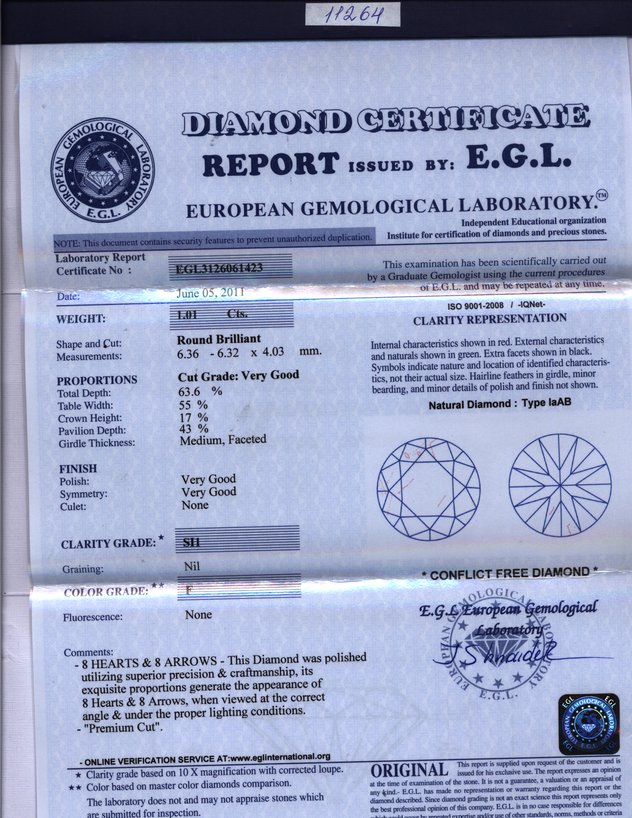 11264
DIAMOND CERTIFICATE
REPORT ISSUED BY: E.G.L.
EUROPEAN GEMOLOGICAL LABORATORY.™
EUROPEAN GEMOLOGICAL LABORATORY
E.G.L.
Independent Educational organization
Institute for certification of diamonds and precious stones.
NOTE: This document contains security features to prevent unauthorized duplication.
Laboratory Report
Certificate No : EGL3126061423
Date: June 05, 2011
WEIGHT: 1.01 Cts.
Shape and Cut: Round Brilliant
Measurements: 6.36 - 6.32 x 4.03 mm.
PROPORTIONS Cut Grade: Very Good
Total Depth: 63.6 %
Table Width: 55 %
Crown Height: 17 %
Pavilion Depth: 43 %
Girdle Thickness: Medium, Faceted
FINISH
Polish: Very Good
Symmetry: Very Good
Culet: None
CLARITY GRADE: * SI1
Graining: Nil
COLOR GRADE: ** F
Fluorescence: None
Comments:
- 8 HEARTS & 8 ARROWS - This Diamond was polished
utilizing superior precision & craftmanship, its
exquisite proportions generate the appearance of
8 Hearts & 8 Arrows, when viewed at the correct
angle & under the proper lighting conditions.
- "Premium Cut".
- ONLINE VERIFICATION SERVICE AT:www.eglinternational.org
* Clarity grade based on 10 X magnification with corrected loupe.
** Color based on master color diamonds comparison.
The laboratory does not and may not appraise stones which
are submitted for inspection.
This examination has been scientifically carried out
by a Graduate Gemologist using the current procedures
of E.G.L. and may be repeated at any time.
ISO 9001-2008 / -IQNet-
CLARITY REPRESENTATION
Internal characteristics shown in red. External characteristics
and naturals shown in green. Extra facets shown in black.
Symbols indicate nature and location of identified characteris-
tics, not their actual size. Hairline feathers in girdle, minor
bearding, and minor details of polish and finish not shown.
Natural Diamond : Type IaAB
* CONFLICT FREE DIAMOND *
E.G.L European Gemological
Laboratory
EUROPEAN GEMOLOGICAL LABORATORY
E.G.L.
EGL EGL
EGL EGL
ORIGINAL This report is supplied upon request of the customer and is
issued for his exclusive use. The report expresses an opinion
at the time of examination of the stone. It is not a guarantee, a valuation or an appraisal of
any kind.- E.G.L. has made no representation or warranty regarding this report or the
diamond described. Since diamond grading is not an exact science this report represents only
the best professional opinion of this company. E.G.L. is in no case responsible for differences